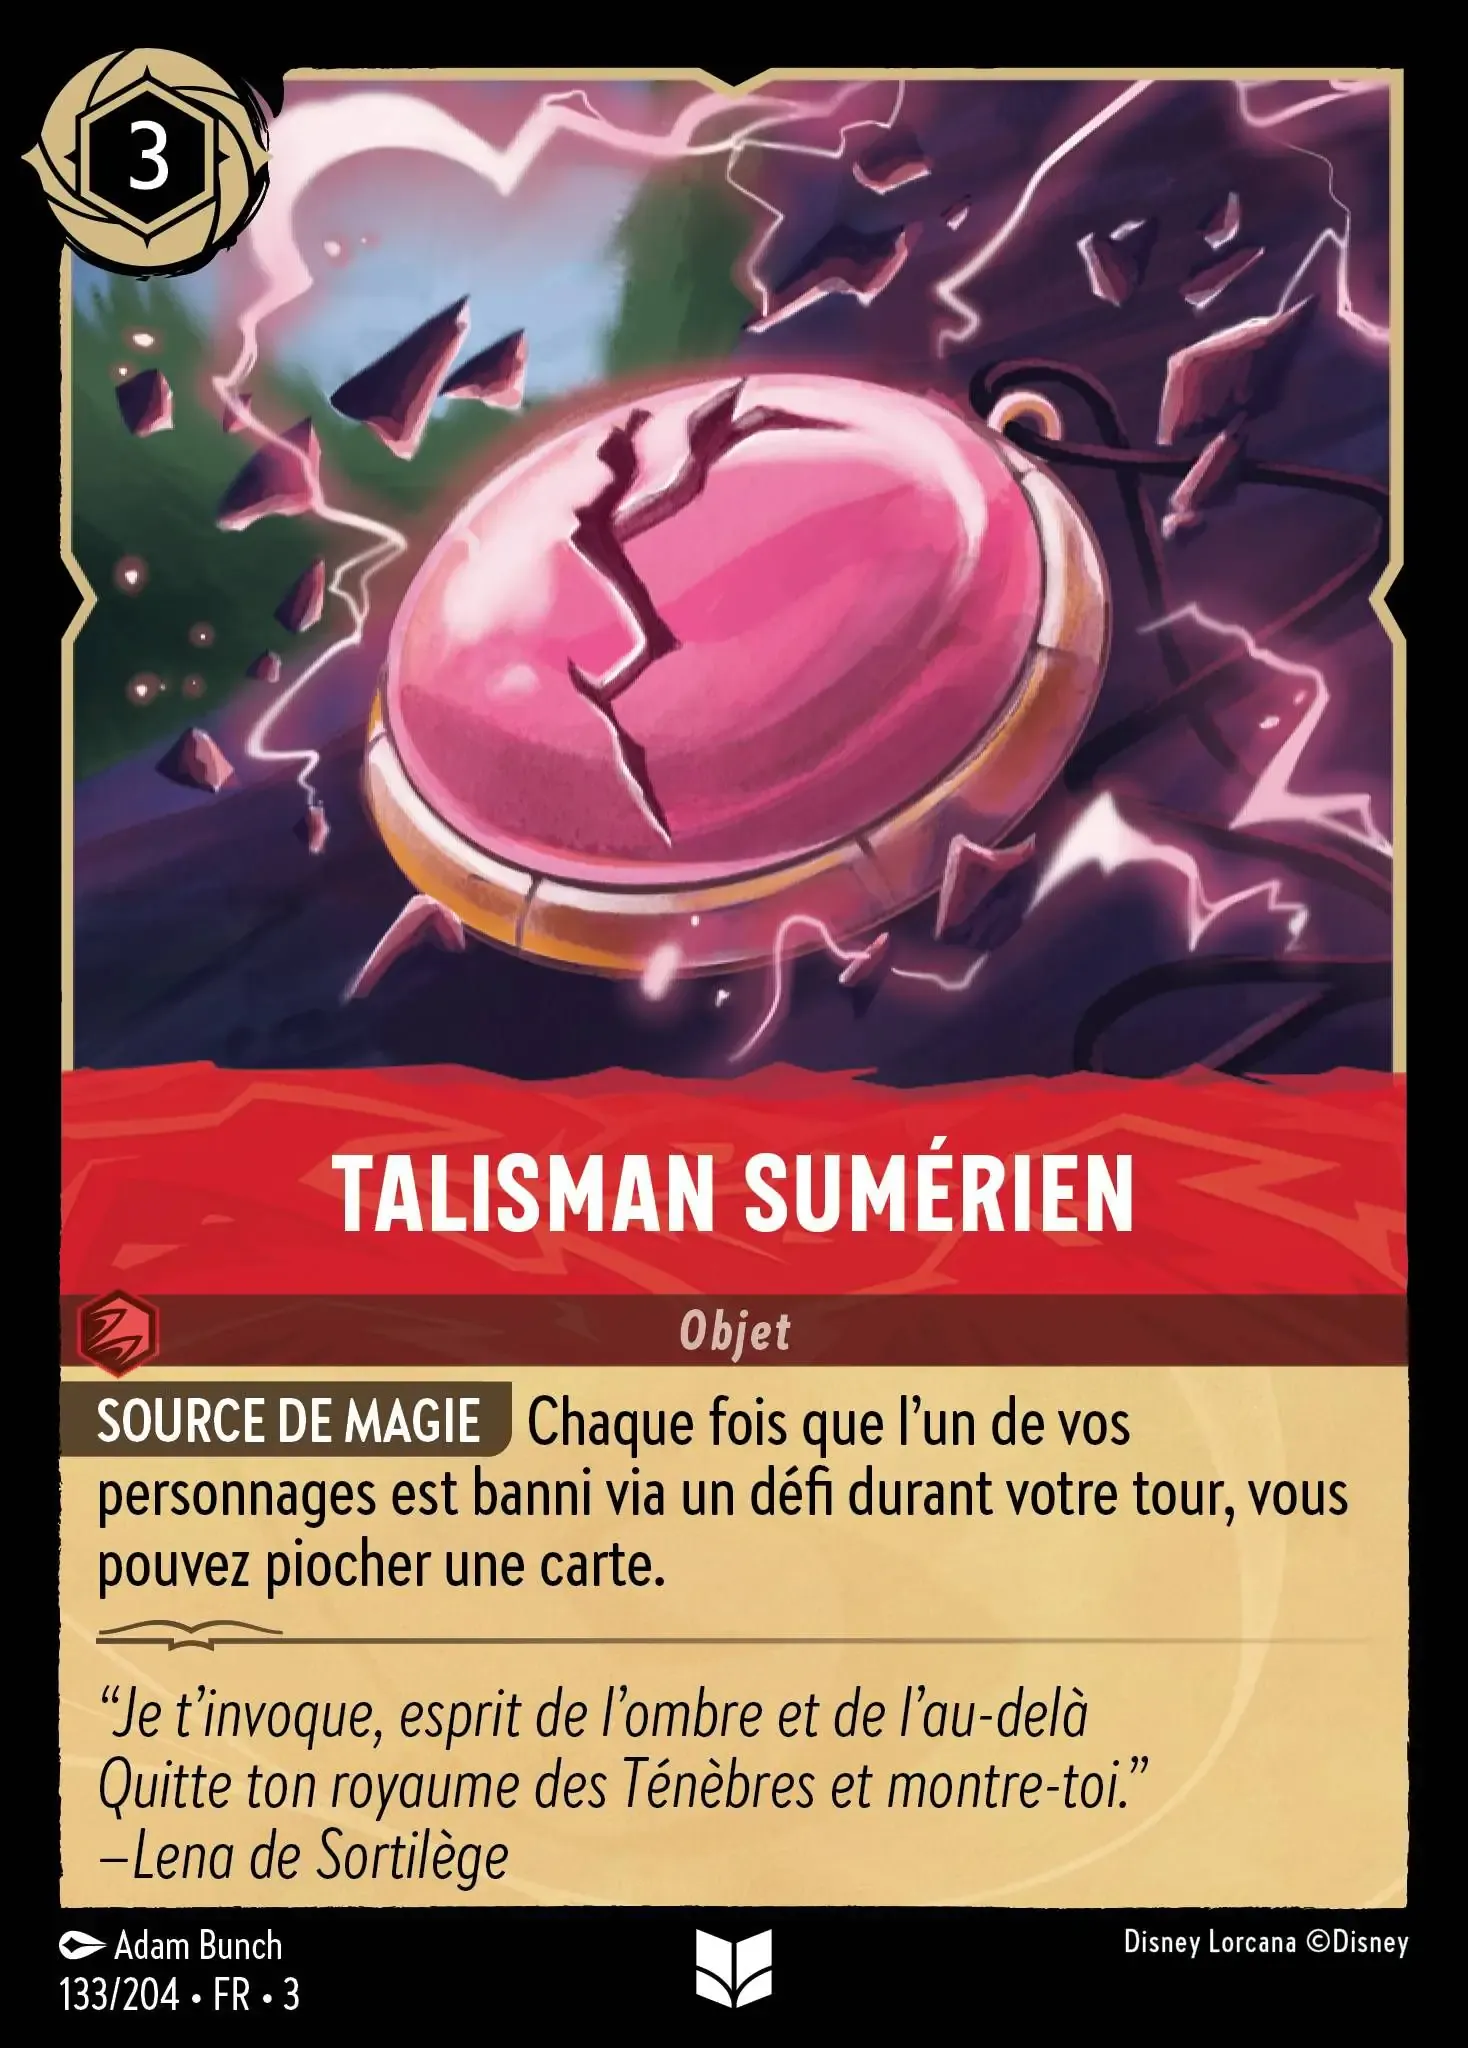 3
TALISMAN SUMÉRIEN
Objet
SOURCE DE MAGIE Chaque fois que l’un de vos
personnages est banni via un défi durant votre tour, vous
pouvez piocher une carte.
“Je t’invoque, esprit de l’ombre et de l’au-delà
Quitte ton royaume des Ténèbres et montre-toi.”
—Lena de Sortilège
Adam Bunch
133/204 • FR • 3
Disney Lorcana ©Disney